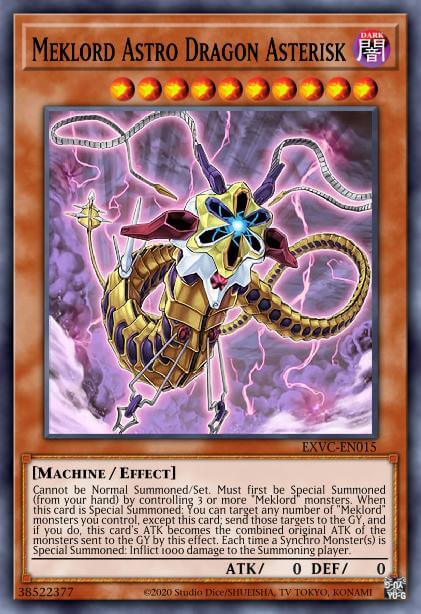 Meklord Astro Dragon Asterisk
DARK
闇
EXVC-EN015
[Machine / Effect]
Cannot be Normal Summoned/Set. Must first be Special Summoned
(from your hand) by controlling 3 or more "Meklord" monsters. When
this card is Special Summoned: You can target any number of "Meklord"
monsters you control, except this card; send those targets to the GY, and
if you do, this card's ATK becomes the combined original ATK of the
monsters sent to the GY by this effect. Each time a Synchro Monster(s) is
Special Summoned: Inflict 1000 damage to the Summoning player.
ATK/ 0 DEF/ 0
38522377
©2020 Studio Dice/SHUEISHA, TV TOKYO, KONAMI